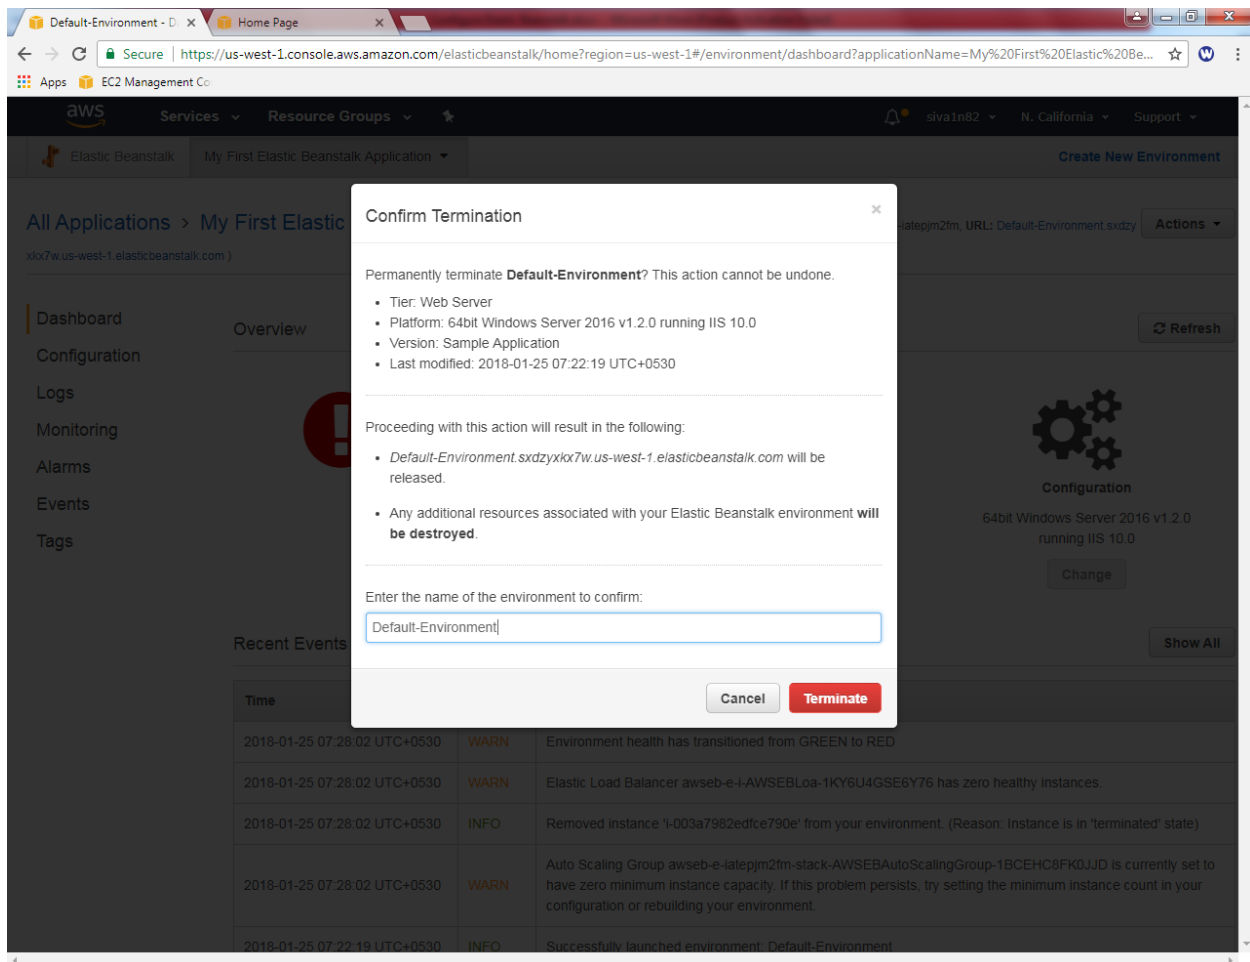 Default-Environment - D
Home Page
Secure | https://us-west-1.console.aws.amazon.com/elasticbeanstalk/home?region=us-west-1#/environment/dashboard?applicationName=My%20First%20Elastic%20Be...
Apps EC2 Management Co
aws Services Resource Groups siva1n82 N. California Support
Elastic Beanstalk My First Elastic Beanstalk Application Create New Environment
Confirm Termination
All Applications > My First Elastic -iatepjm2fm, URL: Default-Environment.sxdzy Actions
xkx7w.us-west-1.elasticbeanstalk.com )
Permanently terminate Default-Environment? This action cannot be undone.
• Tier: Web Server
• Platform: 64bit Windows Server 2016 v1.2.0 running IIS 10.0
• Version: Sample Application
• Last modified: 2018-01-25 07:22:19 UTC+0530
Proceeding with this action will result in the following:
• Default-Environment.sxdzyxkx7w.us-west-1.elasticbeanstalk.com will be
released.
• Any additional resources associated with your Elastic Beanstalk environment will
be destroyed.
Enter the name of the environment to confirm:
Default-Environment
Cancel Terminate
Dashboard
Configuration
Logs
Monitoring
Alarms
Events
Tags
Overview Refresh
Configuration
64bit Windows Server 2016 v1.2.0
running IIS 10.0
Change
Recent Events Show All
Time
2018-01-25 07:28:02 UTC+0530 WARN Environment health has transitioned from GREEN to RED
2018-01-25 07:28:02 UTC+0530 WARN Elastic Load Balancer awseb-e-i-AWSEBLoa-1KY6U4GSE6Y76 has zero healthy instances.
2018-01-25 07:28:02 UTC+0530 INFO Removed instance 'i-003a7982edfce790e' from your environment. (Reason: Instance is in 'terminated' state)
2018-01-25 07:28:02 UTC+0530 WARN Auto Scaling Group awseb-e-iatepjm2fm-stack-AWSEBAutoScalingGroup-1BCEHC8FK0JJD is currently set to
have zero minimum instance capacity. If this problem persists, try setting the minimum instance count in your
configuration or rebuilding your environment.
2018-01-25 07:22:19 UTC+0530 INFO Successfully launched environment: Default-Environment